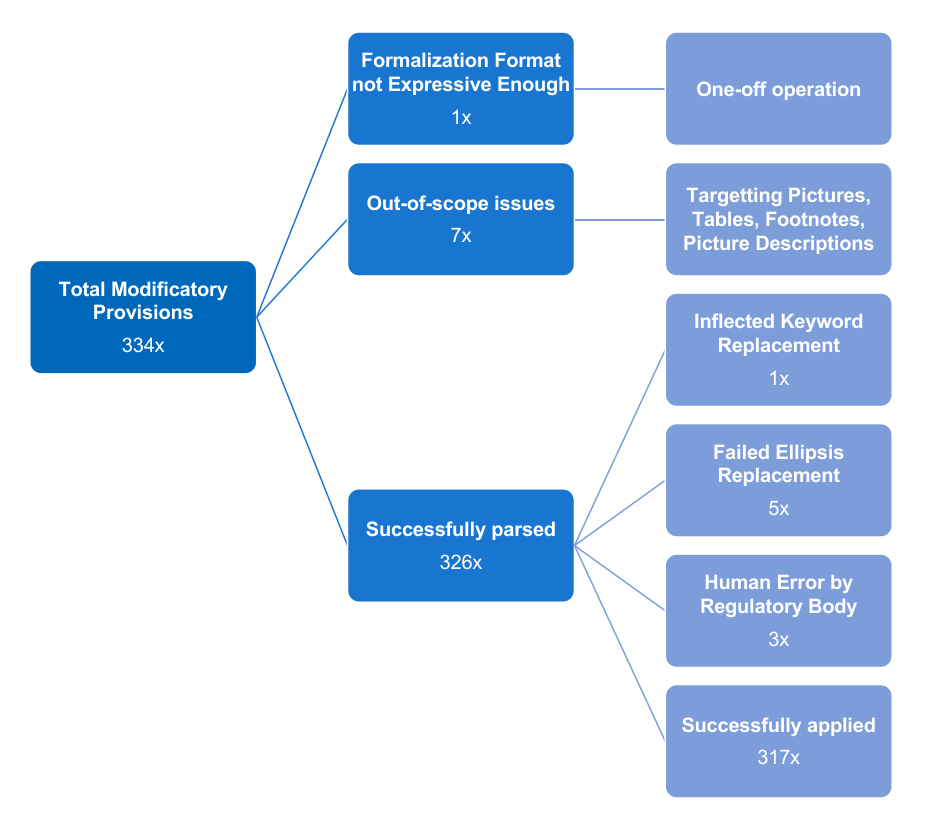 Total Modificatory
Provisions
334x
Formalization Format
not Expressive Enough
1x
One-off operation
Out-of-scope issues
7x
Targetting Pictures,
Tables, Footnotes,
Picture Descriptions
Successfully parsed
326x
Inflected Keyword
Replacement
1x
Failed Ellipsis
Replacement
5x
Human Error by
Regulatory Body
3x
Successfully applied
317x